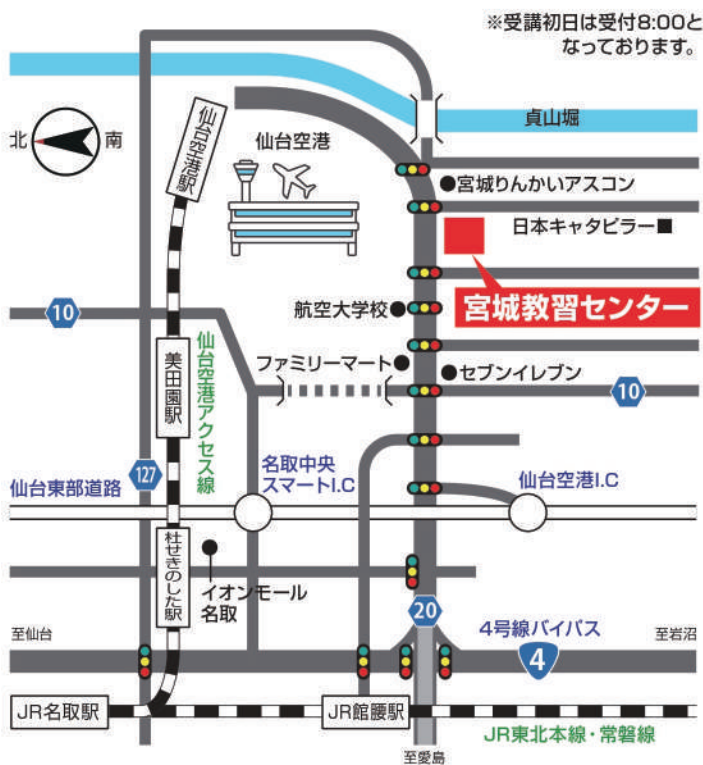 ※受講初日は受付8:00と
なっております。
貞山堀
北
南
仙台空港駅
仙台空港
宮城りんかいアスコン
日本キャタピラー
宮城教習センター
航空大学校
10
仙台空港アクセス線
美田園駅
ファミリーマート
セブンイレブン
10
127
仙台東部道路
名取中央
スマートI.C
仙台空港I.C
杜せきのした駅
イオンモール
名取
20
至仙台
4号線バイパス
至岩沼
4
JR名取駅
JR館腰駅
JR東北本線・常磐線
至愛島